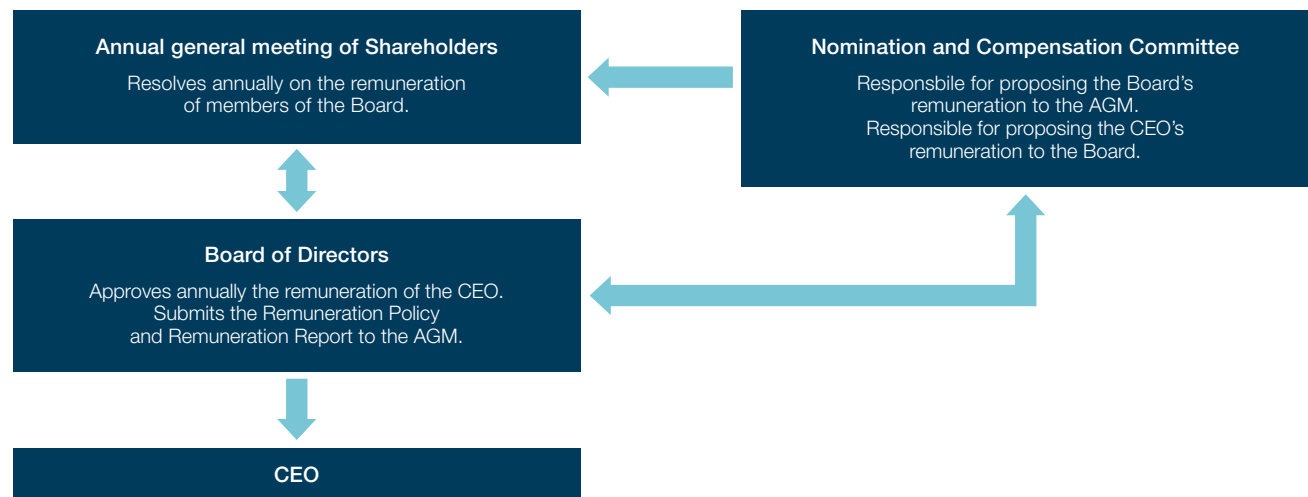 Annual general meeting of Shareholders
Resolves annually on the remuneration
of members of the Board.
Nomination and Compensation Committee
Responsbile for proposing the Board’s
remuneration to the AGM.
Responsible for proposing the CEO’s
remuneration to the Board.
Board of Directors
Approves annually the remuneration of the CEO.
Submits the Remuneration Policy
and Remuneration Report to the AGM.
CEO